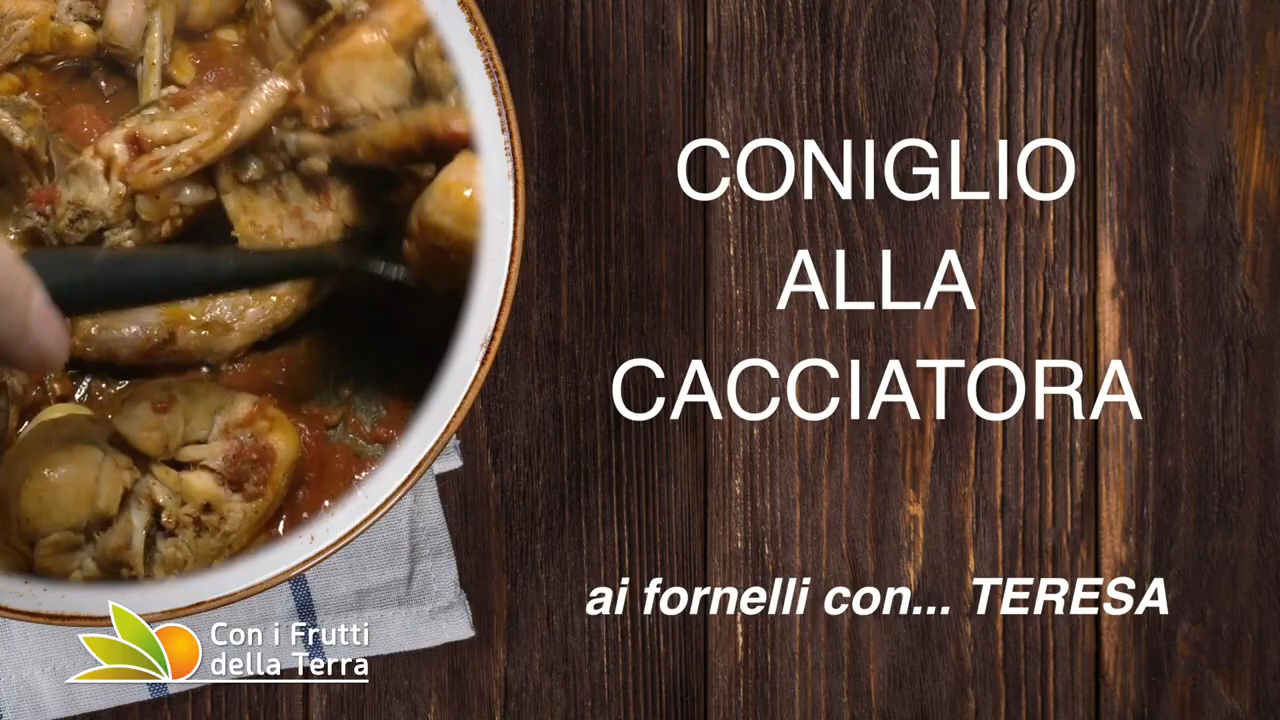 CONIGLIO
ALLA
CACCIATORA
ai fornelli con... TERESA
Con i Frutti
della Terra